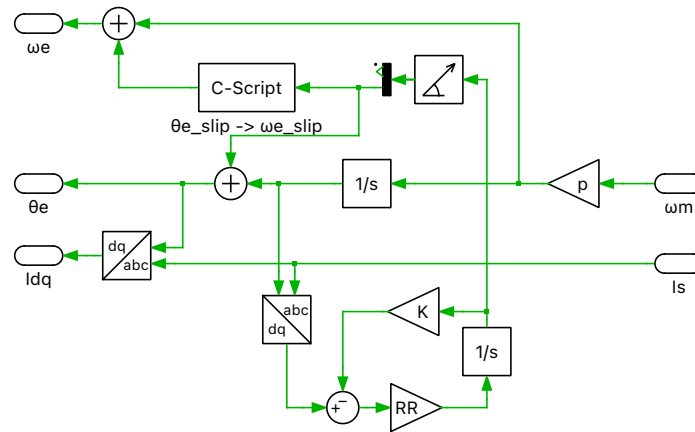 ωe
C-Script
θe_slip -> ωe_slip
1/s
p
θe
ωm
dq
abc
Idq
Is
abc
dq
K
1/s
RR